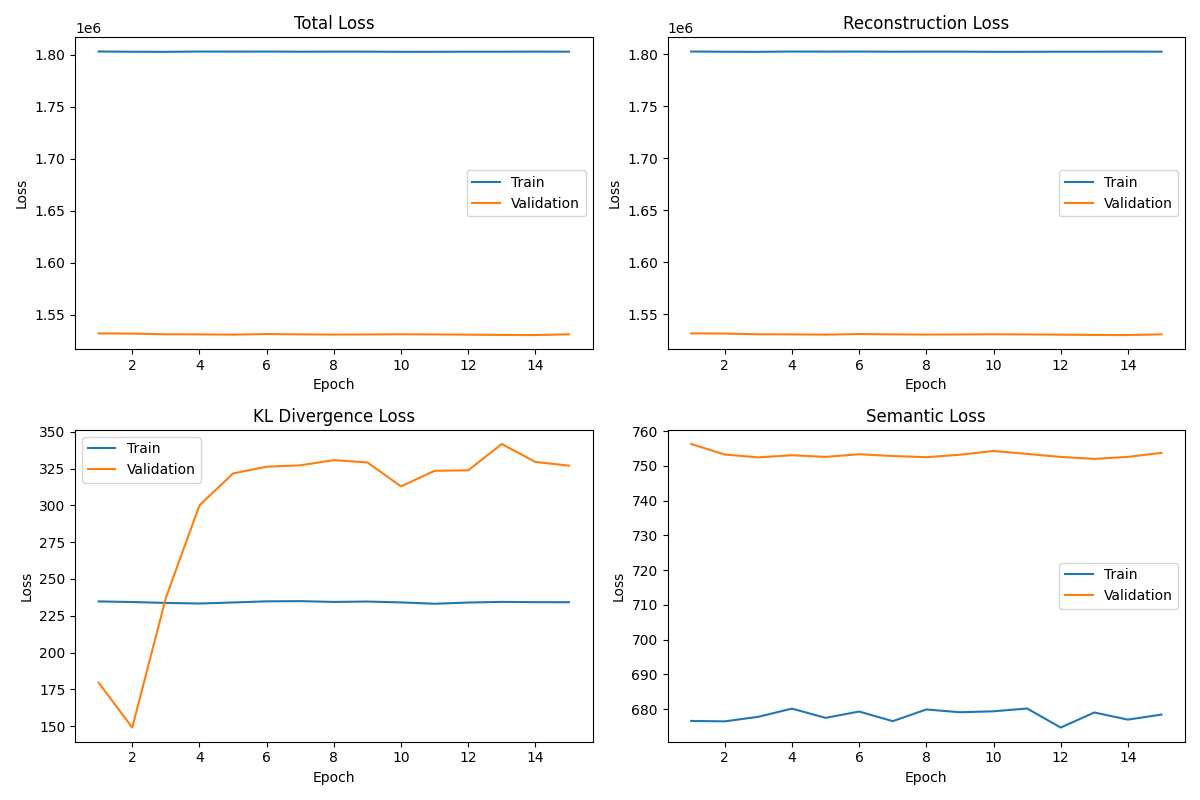 Total Loss
1e6
1.80
1.75
1.70
1.65
1.60
1.55
Loss
Train
Validation
2 4 6 8 10 12 14
Epoch
Reconstruction Loss
1e6
1.80
1.75
1.70
1.65
1.60
1.55
Loss
Train
Validation
2 4 6 8 10 12 14
Epoch
KL Divergence Loss
350
325
300
275
250
225
200
175
150
Loss
Train
Validation
2 4 6 8 10 12 14
Epoch
Semantic Loss
760
750
740
730
720
710
700
690
680
Loss
Train
Validation
2 4 6 8 10 12 14
Epoch